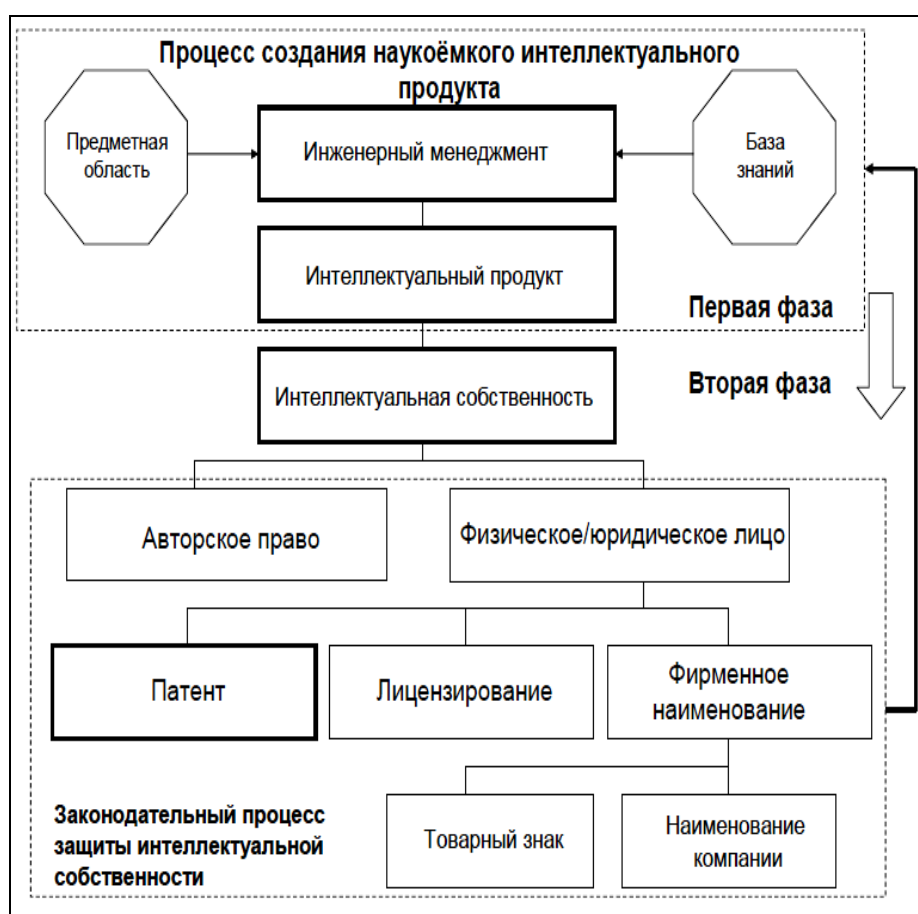 Процесс создания наукоёмкого интеллектуального
продукта
Предметная
область
Инженерный менеджмент
База
знаний
Интеллектуальный продукт
Первая фаза
Интеллектуальная собственность
Вторая фаза
Авторское право
Физическое/юридическое лицо
Патент
Лицензирование
Фирменное
наименование
Законодательный процесс
защиты интеллектуальной
собственности
Товарный знак
Наименование
компании